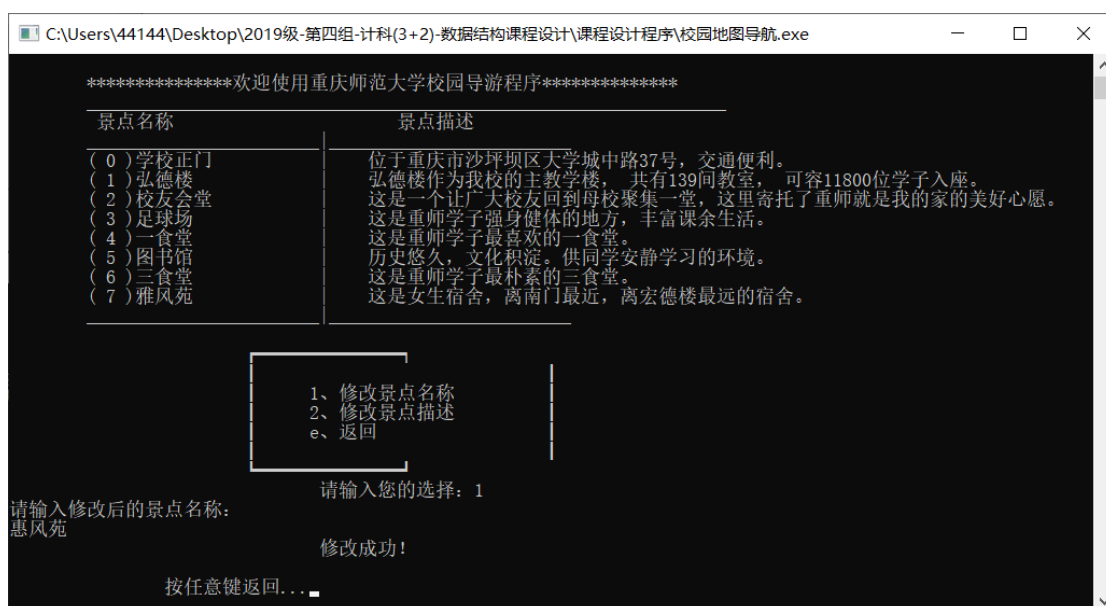 C:\Users\44144\Desktop\2019级-第四组-计科(3+2)-数据结构课程设计\课程设计程序\校园地图导航.exe
***************欢迎使用重庆师范大学校园导游程序**************
景点名称 景点描述
( 0 )学校正门 位于重庆市沙坪坝区大学城中路37号，交通便利。
( 1 )弘德楼 弘德楼作为我校的主教学楼， 共有139间教室， 可容11800位学子入座。
( 2 )校友会堂 这是一个让广大校友回到母校聚集一堂，这里寄托了重师就是我的家的美好心愿。
( 3 )足球场 这是重师学子强身健体的地方，丰富课余生活。
( 4 )一食堂 这是重师学子最喜欢的一食堂。
( 5 )图书馆 历史悠久，文化积淀。供同学安静学习的环境。
( 6 )三食堂 这是重师学子最朴素的三食堂。
( 7 )雅风苑 这是女生宿舍，离南门最近，离宏德楼最远的宿舍。
1、修改景点名称
2、修改景点描述
e、返回
请输入您的选择：1
请输入修改后的景点名称：
惠风苑
修改成功！
按任意键返回...